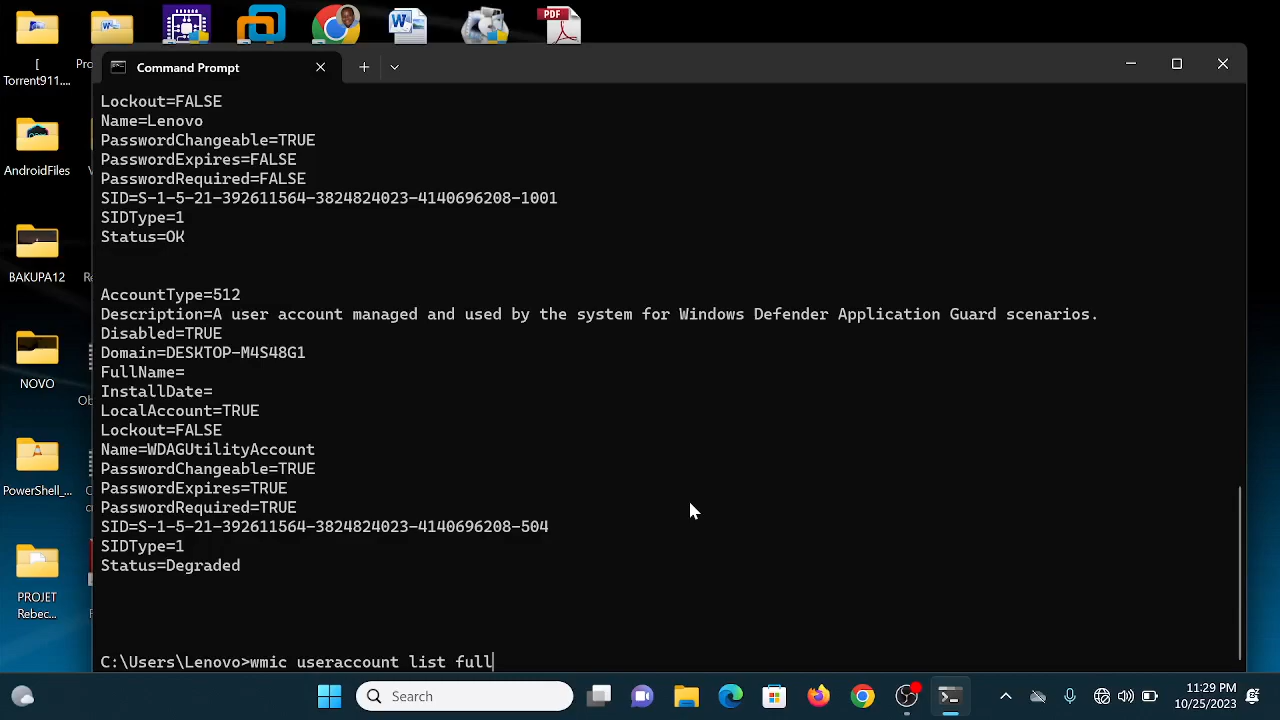 PDF
[
Torrent911....
Pro
Command Prompt
Lockout=FALSE
Name=Lenovo
PasswordChangeable=TRUE
PasswordExpires=FALSE
PasswordRequired=FALSE
SID=S-1-5-21-392611564-3824824023-4140696208-1001
SIDType=1
Status=OK
AccountType=512
Description=A user account managed and used by the system for Windows Defender Application Guard scenarios.
Disabled=TRUE
Domain=DESKTOP-M4S48G1
FullName=
InstallDate=
LocalAccount=TRUE
Lockout=FALSE
Name=WDAGUtilityAccount
PasswordChangeable=TRUE
PasswordExpires=TRUE
PasswordRequired=TRUE
SID=S-1-5-21-392611564-3824824023-4140696208-504
SIDType=1
Status=Degraded
C:\Users\Lenovo>wmic useraccount list full
AndroidFiles
BAKUPA12
NOVO
PowerShell_...
PROJET
Rebec...
Search
11:29 PM
10/25/2023